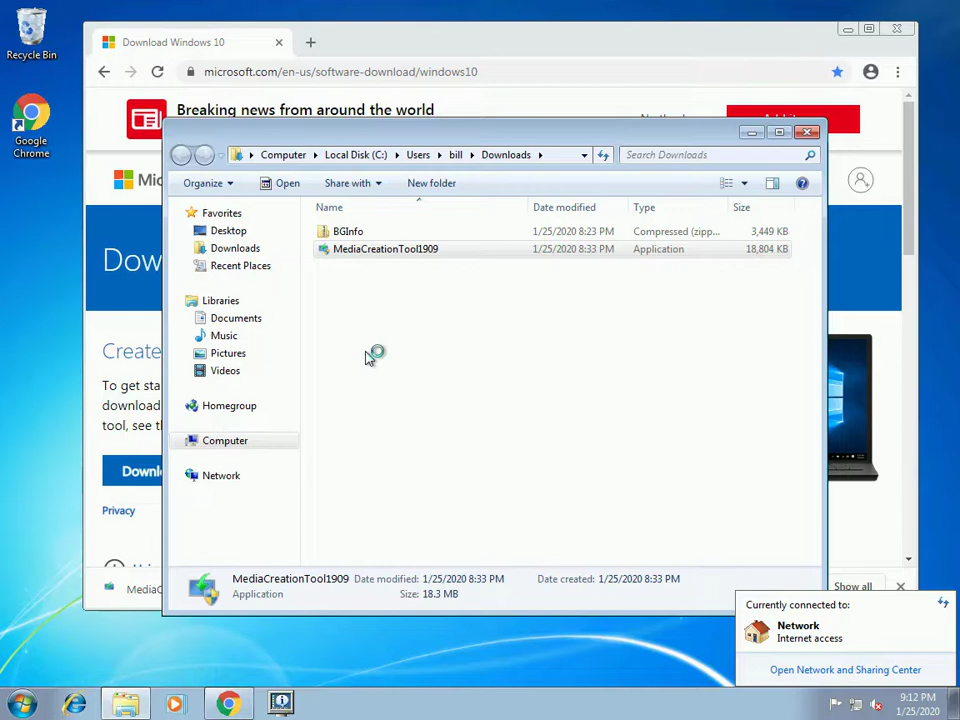 Recycle Bin
Google
Chrome
Download Windows 10
microsoft.com/en-us/software-download/windows10
Breaking news from around the world
Computer
Local Disk (C:)
Users
bill
Downloads
Search Downloads
Organize
Open
Share with
New folder
Name
Date modified
Type
Size
BGInfo
1/25/2020 8:23 PM
Compressed (zipp...
3,449 KB
MediaCreationTool1909
1/25/2020 8:33 PM
Application
18,804 KB
Favorites
Desktop
Downloads
Recent Places
Libraries
Documents
Music
Pictures
Videos
Homegroup
Computer
Network
Mic
Dow
Create
To get sta
download
tool, see th
Downl
Privacy
MediaC
MediaCreationTool1909 Date modified: 1/25/2020 8:33 PM
Date created: 1/25/2020 8:33 PM
Application
Size: 18.3 MB
Show all
Currently connected to:
Network
Internet access
Open Network and Sharing Center
9:12 PM
1/25/2020